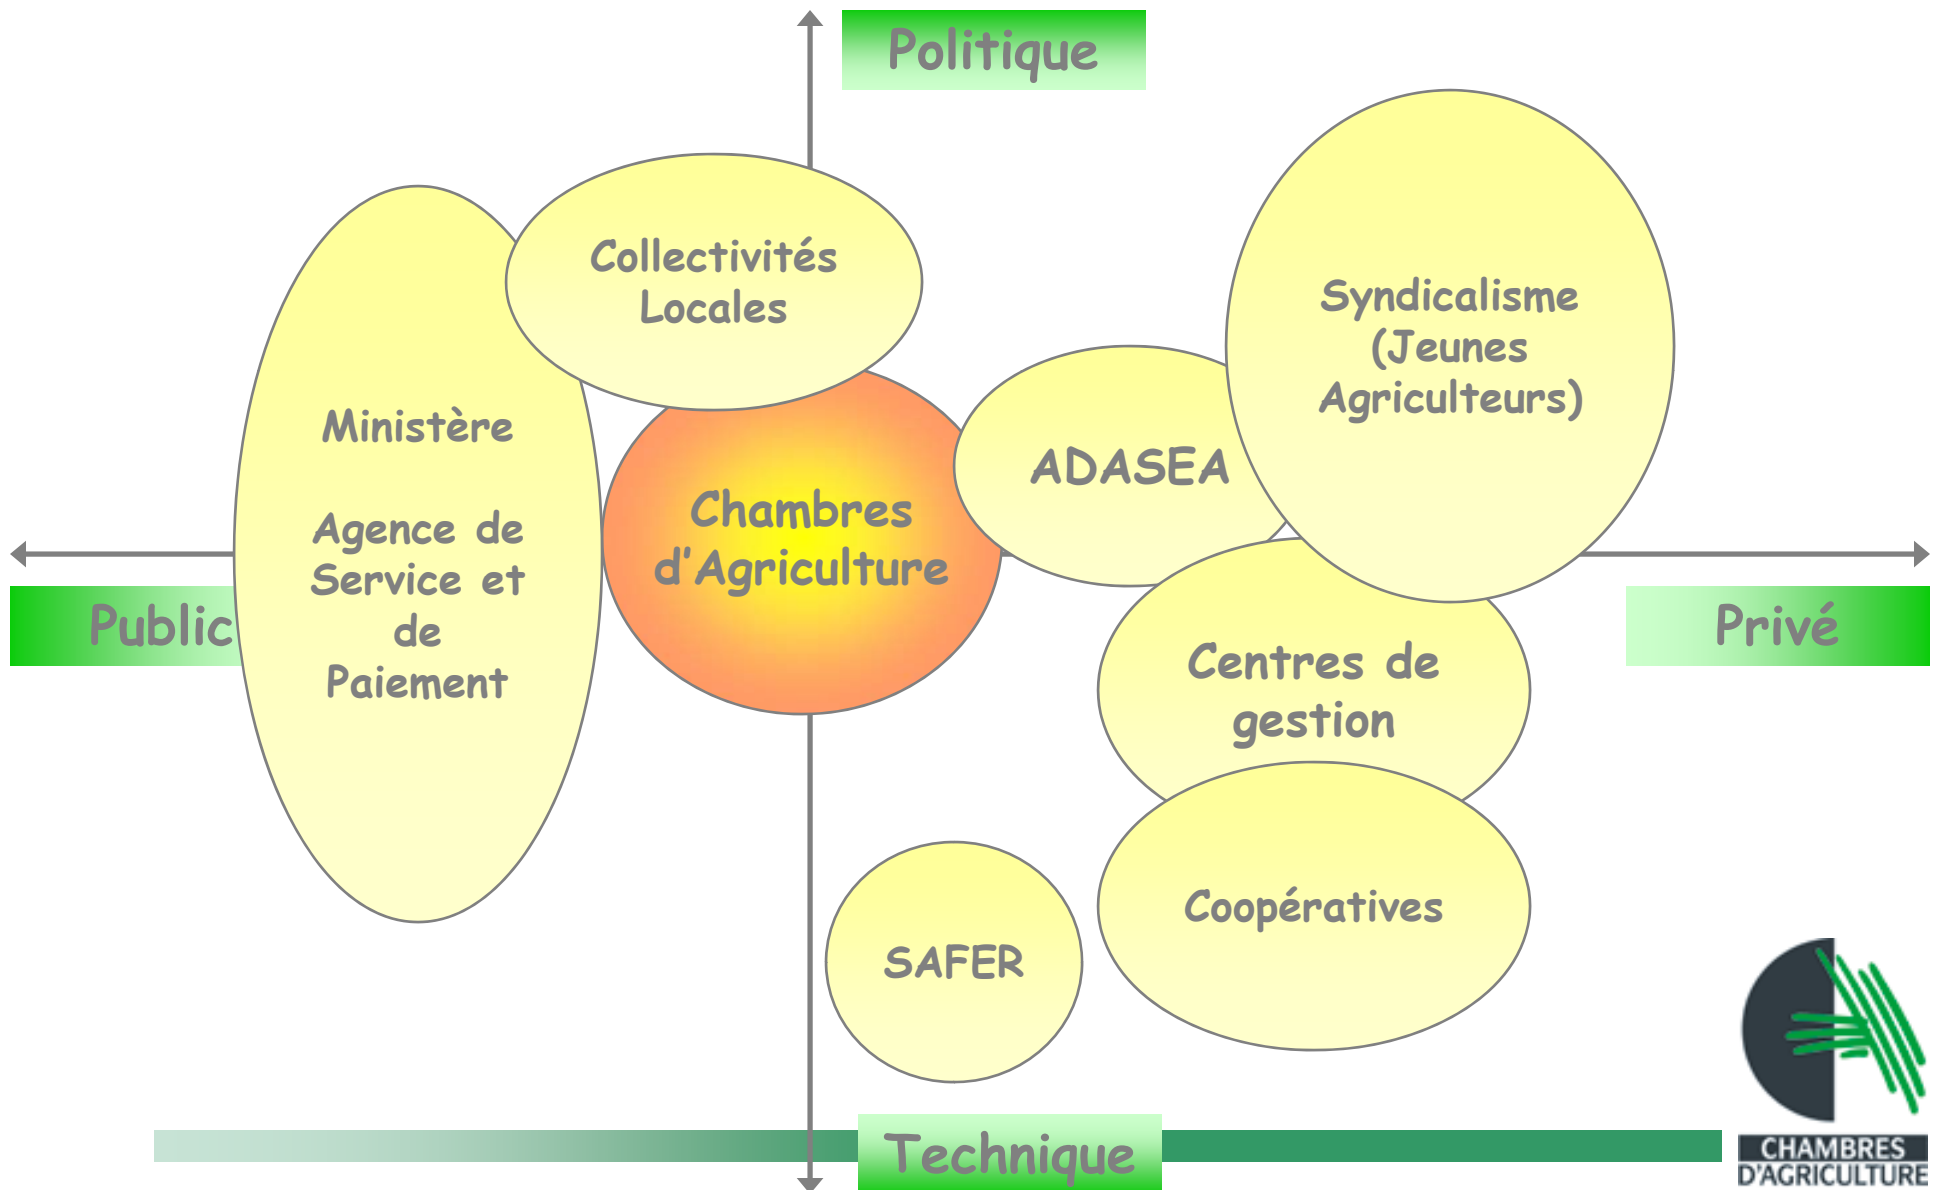 Politique
Collectivités
Locales
Syndicalisme
(Jeunes
Agriculteurs)
Ministère
Agence de
Service et
de
Paiement
ADASEA
Chambres
d'Agriculture
Public
Privé
Centres de
gestion
Coopératives
SAFER
Technique
CHAMBRES
D'AGRICULTURE